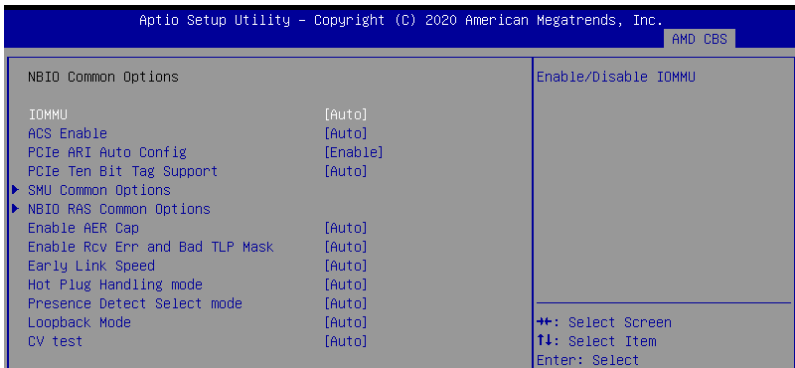 Aptio Setup Utility – Copyright (C) 2020 American Megatrends, Inc.
AMD CBS
NBIO Common Options
IOMMU [Auto]
ACS Enable [Auto]
PCIe ARI Auto Config [Enable]
PCIe Ten Bit Tag Support [Auto]
SMU Common Options
NBIO RAS Common Options
Enable AER Cap [Auto]
Enable Rcv Err and Bad TLP Mask [Auto]
Early Link Speed [Auto]
Hot Plug Handling mode [Auto]
Presence Detect Select mode [Auto]
Loopback Mode [Auto]
CV test [Auto]
Enable/Disable IOMMU
→←: Select Screen
↑↓: Select Item
Enter: Select